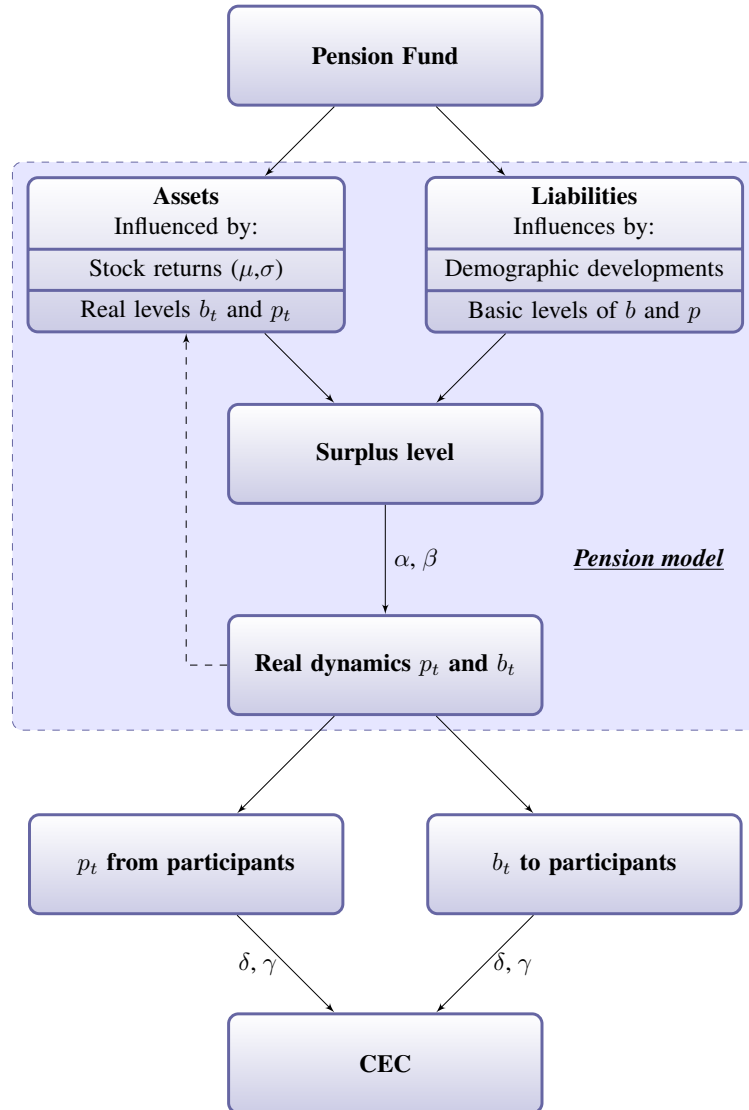 Pension Fund
Assets
Influenced by:
Stock returns (μ,σ)
Real levels b_t and p_t
Liabilities
Influences by:
Demographic developments
Basic levels of b and p
Surplus level
α, β
Pension model
Real dynamics p_t and b_t
p_t from participants
b_t to participants
δ, γ
δ, γ
CEC